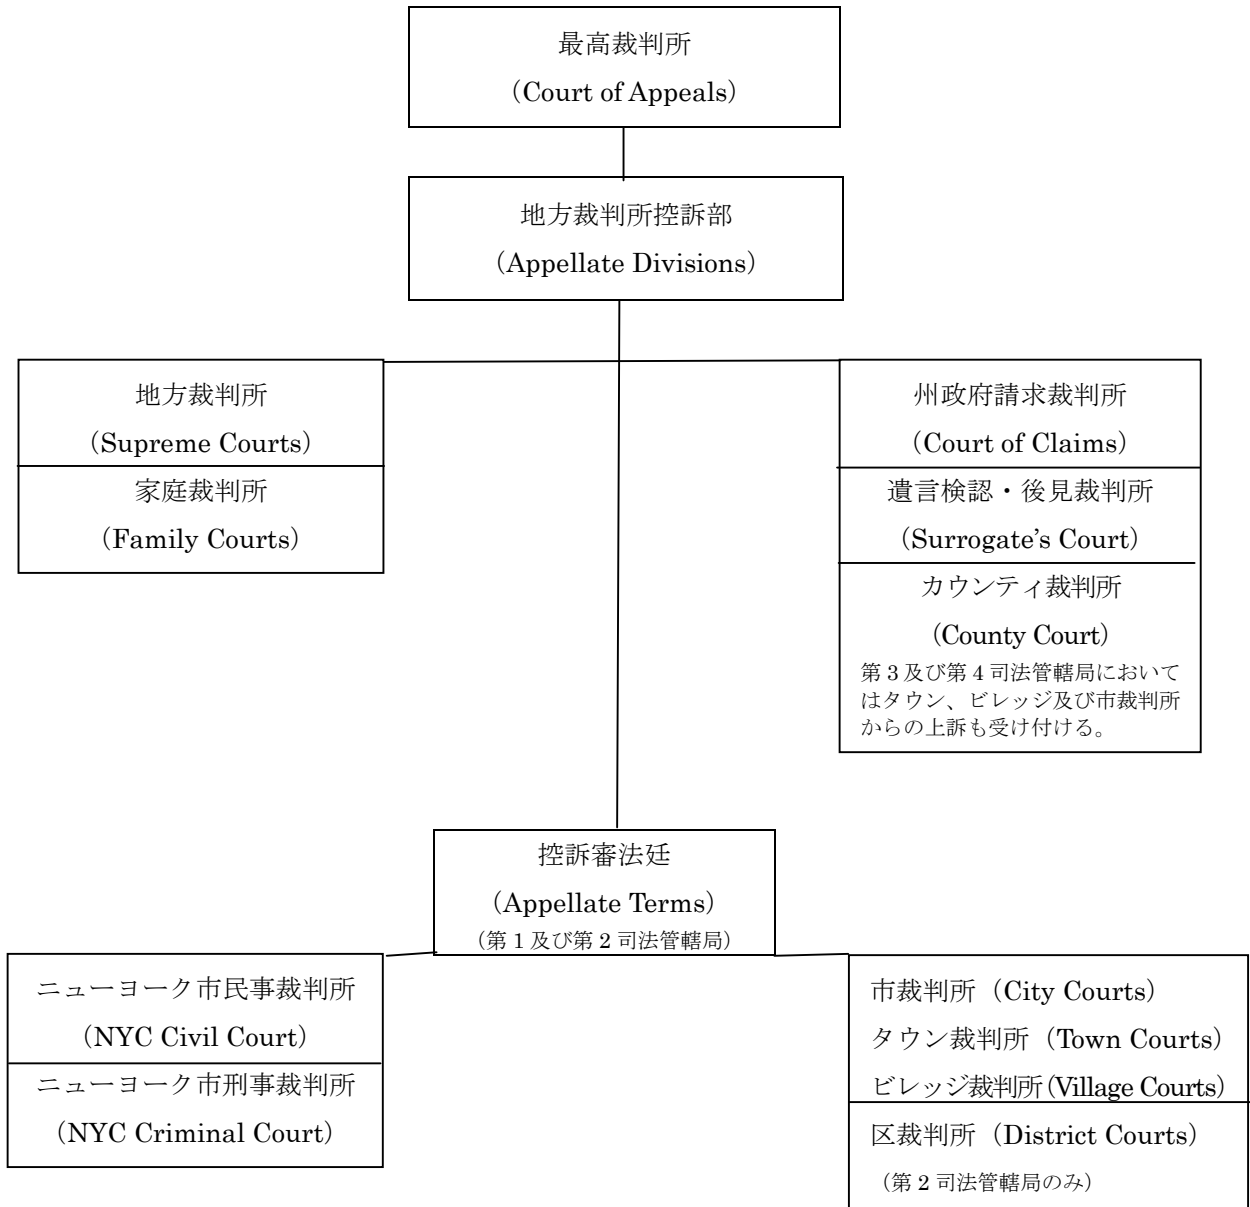 最高裁判所
（Court of Appeals）
地方裁判所控訴部
（Appellate Divisions）
地方裁判所
（Supreme Courts）
家庭裁判所
（Family Courts）
州政府請求裁判所
（Court of Claims）
遺言検認・後見裁判所
（Surrogate’s Court）
カウンティ裁判所
（County Court）
第 3 及び第 4 司法管轄局において
はタウン、ビレッジ及び市裁判所
からの上訴も受け付ける。
控訴審法廷
（Appellate Terms）
（第 1 及び第 2 司法管轄局）
ニューヨーク市民事裁判所
（NYC Civil Court）
ニューヨーク市刑事裁判所
（NYC Criminal Court）
市裁判所（City Courts）
タウン裁判所（Town Courts）
ビレッジ裁判所（Village Courts）
区裁判所（District Courts）
（第 2 司法管轄局のみ）